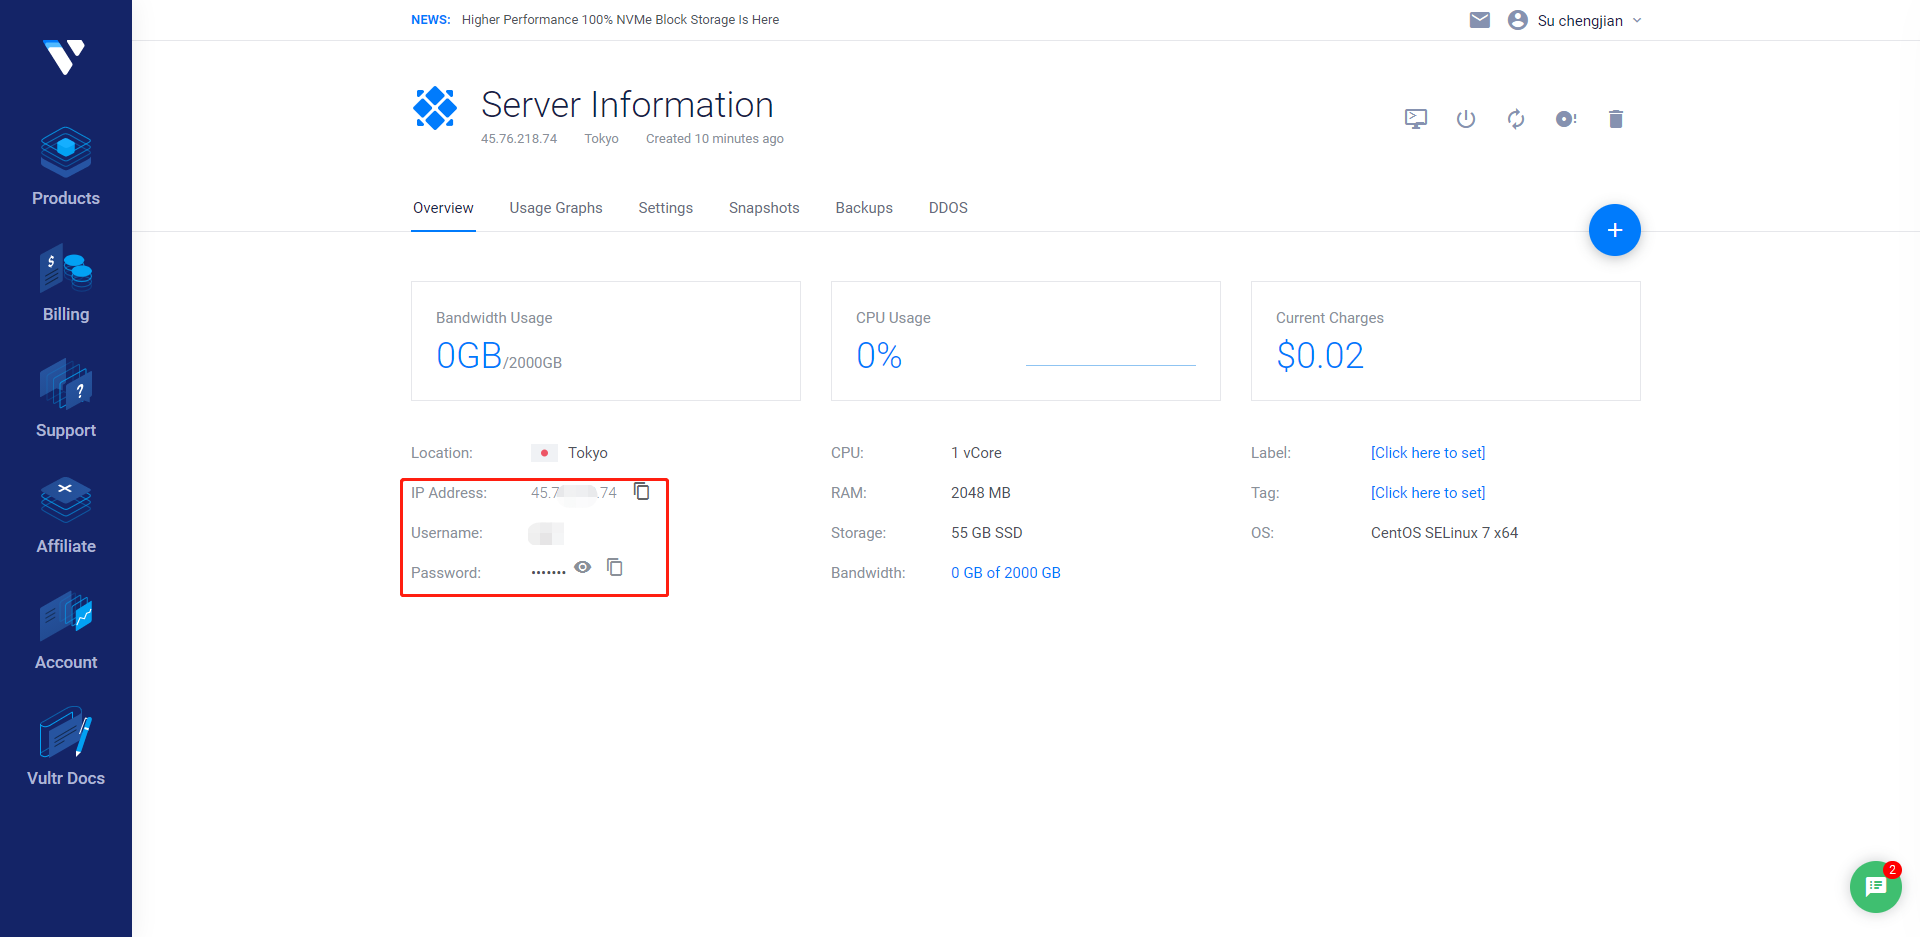 NEWS: Higher Performance 100% NVMe Block Storage Is Here
Su chengjian
Server Information
45.76.218.74 Tokyo Created 10 minutes ago
Products
Billing
Support
Affiliate
Account
Vultr Docs
Overview Usage Graphs Settings Snapshots Backups DDOS
Bandwidth Usage
0GB/2000GB
CPU Usage
0%
Current Charges
$0.02
Location: Tokyo
IP Address: 45.7 .74
Username:
Password: •••••••
CPU: 1 vCore
RAM: 2048 MB
Storage: 55 GB SSD
Bandwidth: 0 GB of 2000 GB
Label: [Click here to set]
Tag: [Click here to set]
OS: CentOS SELinux 7 x64
2